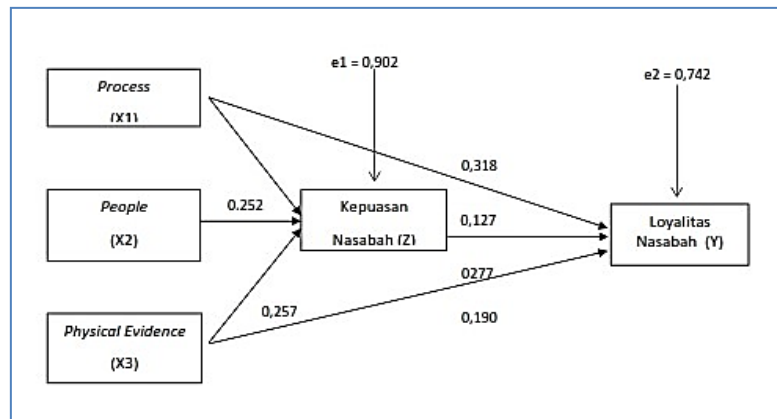 e1 = 0,902
e2 = 0,742
Process
(X1)
0,318
People
(X2)
0.252
Kepuasan
Nasabah (Z)
0,127
Loyalitas
Nasabah (Y)
0277
0,257
0,190
Physical Evidence
(X3)